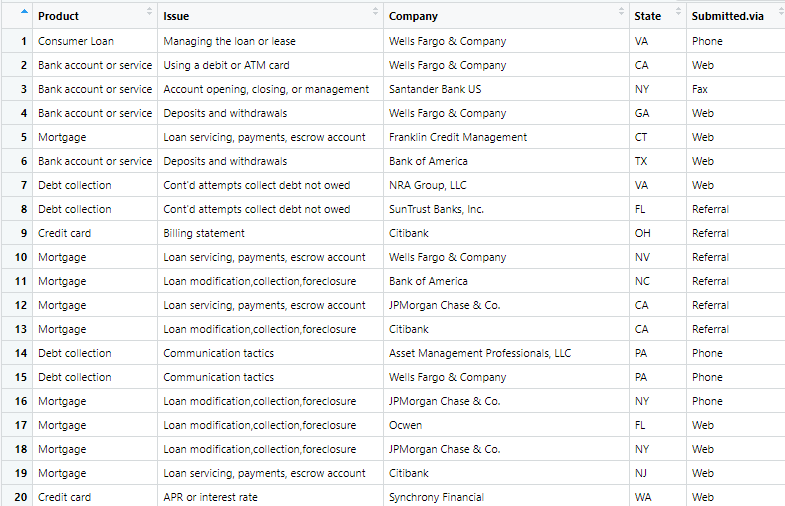 Product Issue Company State Submitted.via
1 Consumer Loan Managing the loan or lease Wells Fargo & Company VA Phone
2 Bank account or service Using a debit or ATM card Wells Fargo & Company CA Web
3 Bank account or service Account opening, closing, or management Santander Bank US NY Fax
4 Bank account or service Deposits and withdrawals Wells Fargo & Company GA Web
5 Mortgage Loan servicing, payments, escrow account Franklin Credit Management CT Web
6 Bank account or service Deposits and withdrawals Bank of America TX Web
7 Debt collection Cont'd attempts collect debt not owed NRA Group, LLC VA Web
8 Debt collection Cont'd attempts collect debt not owed SunTrust Banks, Inc. FL Referral
9 Credit card Billing statement Citibank OH Referral
10 Mortgage Loan servicing, payments, escrow account Wells Fargo & Company NV Referral
11 Mortgage Loan modification,collection,foreclosure Bank of America NC Referral
12 Mortgage Loan servicing, payments, escrow account JPMorgan Chase & Co. CA Referral
13 Mortgage Loan modification,collection,foreclosure Citibank CA Referral
14 Debt collection Communication tactics Asset Management Professionals, LLC PA Phone
15 Debt collection Communication tactics Wells Fargo & Company PA Phone
16 Mortgage Loan modification,collection,foreclosure JPMorgan Chase & Co. NY Phone
17 Mortgage Loan modification,collection,foreclosure Ocwen FL Web
18 Mortgage Loan modification,collection,foreclosure JPMorgan Chase & Co. NY Web
19 Mortgage Loan servicing, payments, escrow account Citibank NJ Web
20 Credit card APR or interest rate Synchrony Financial WA Web